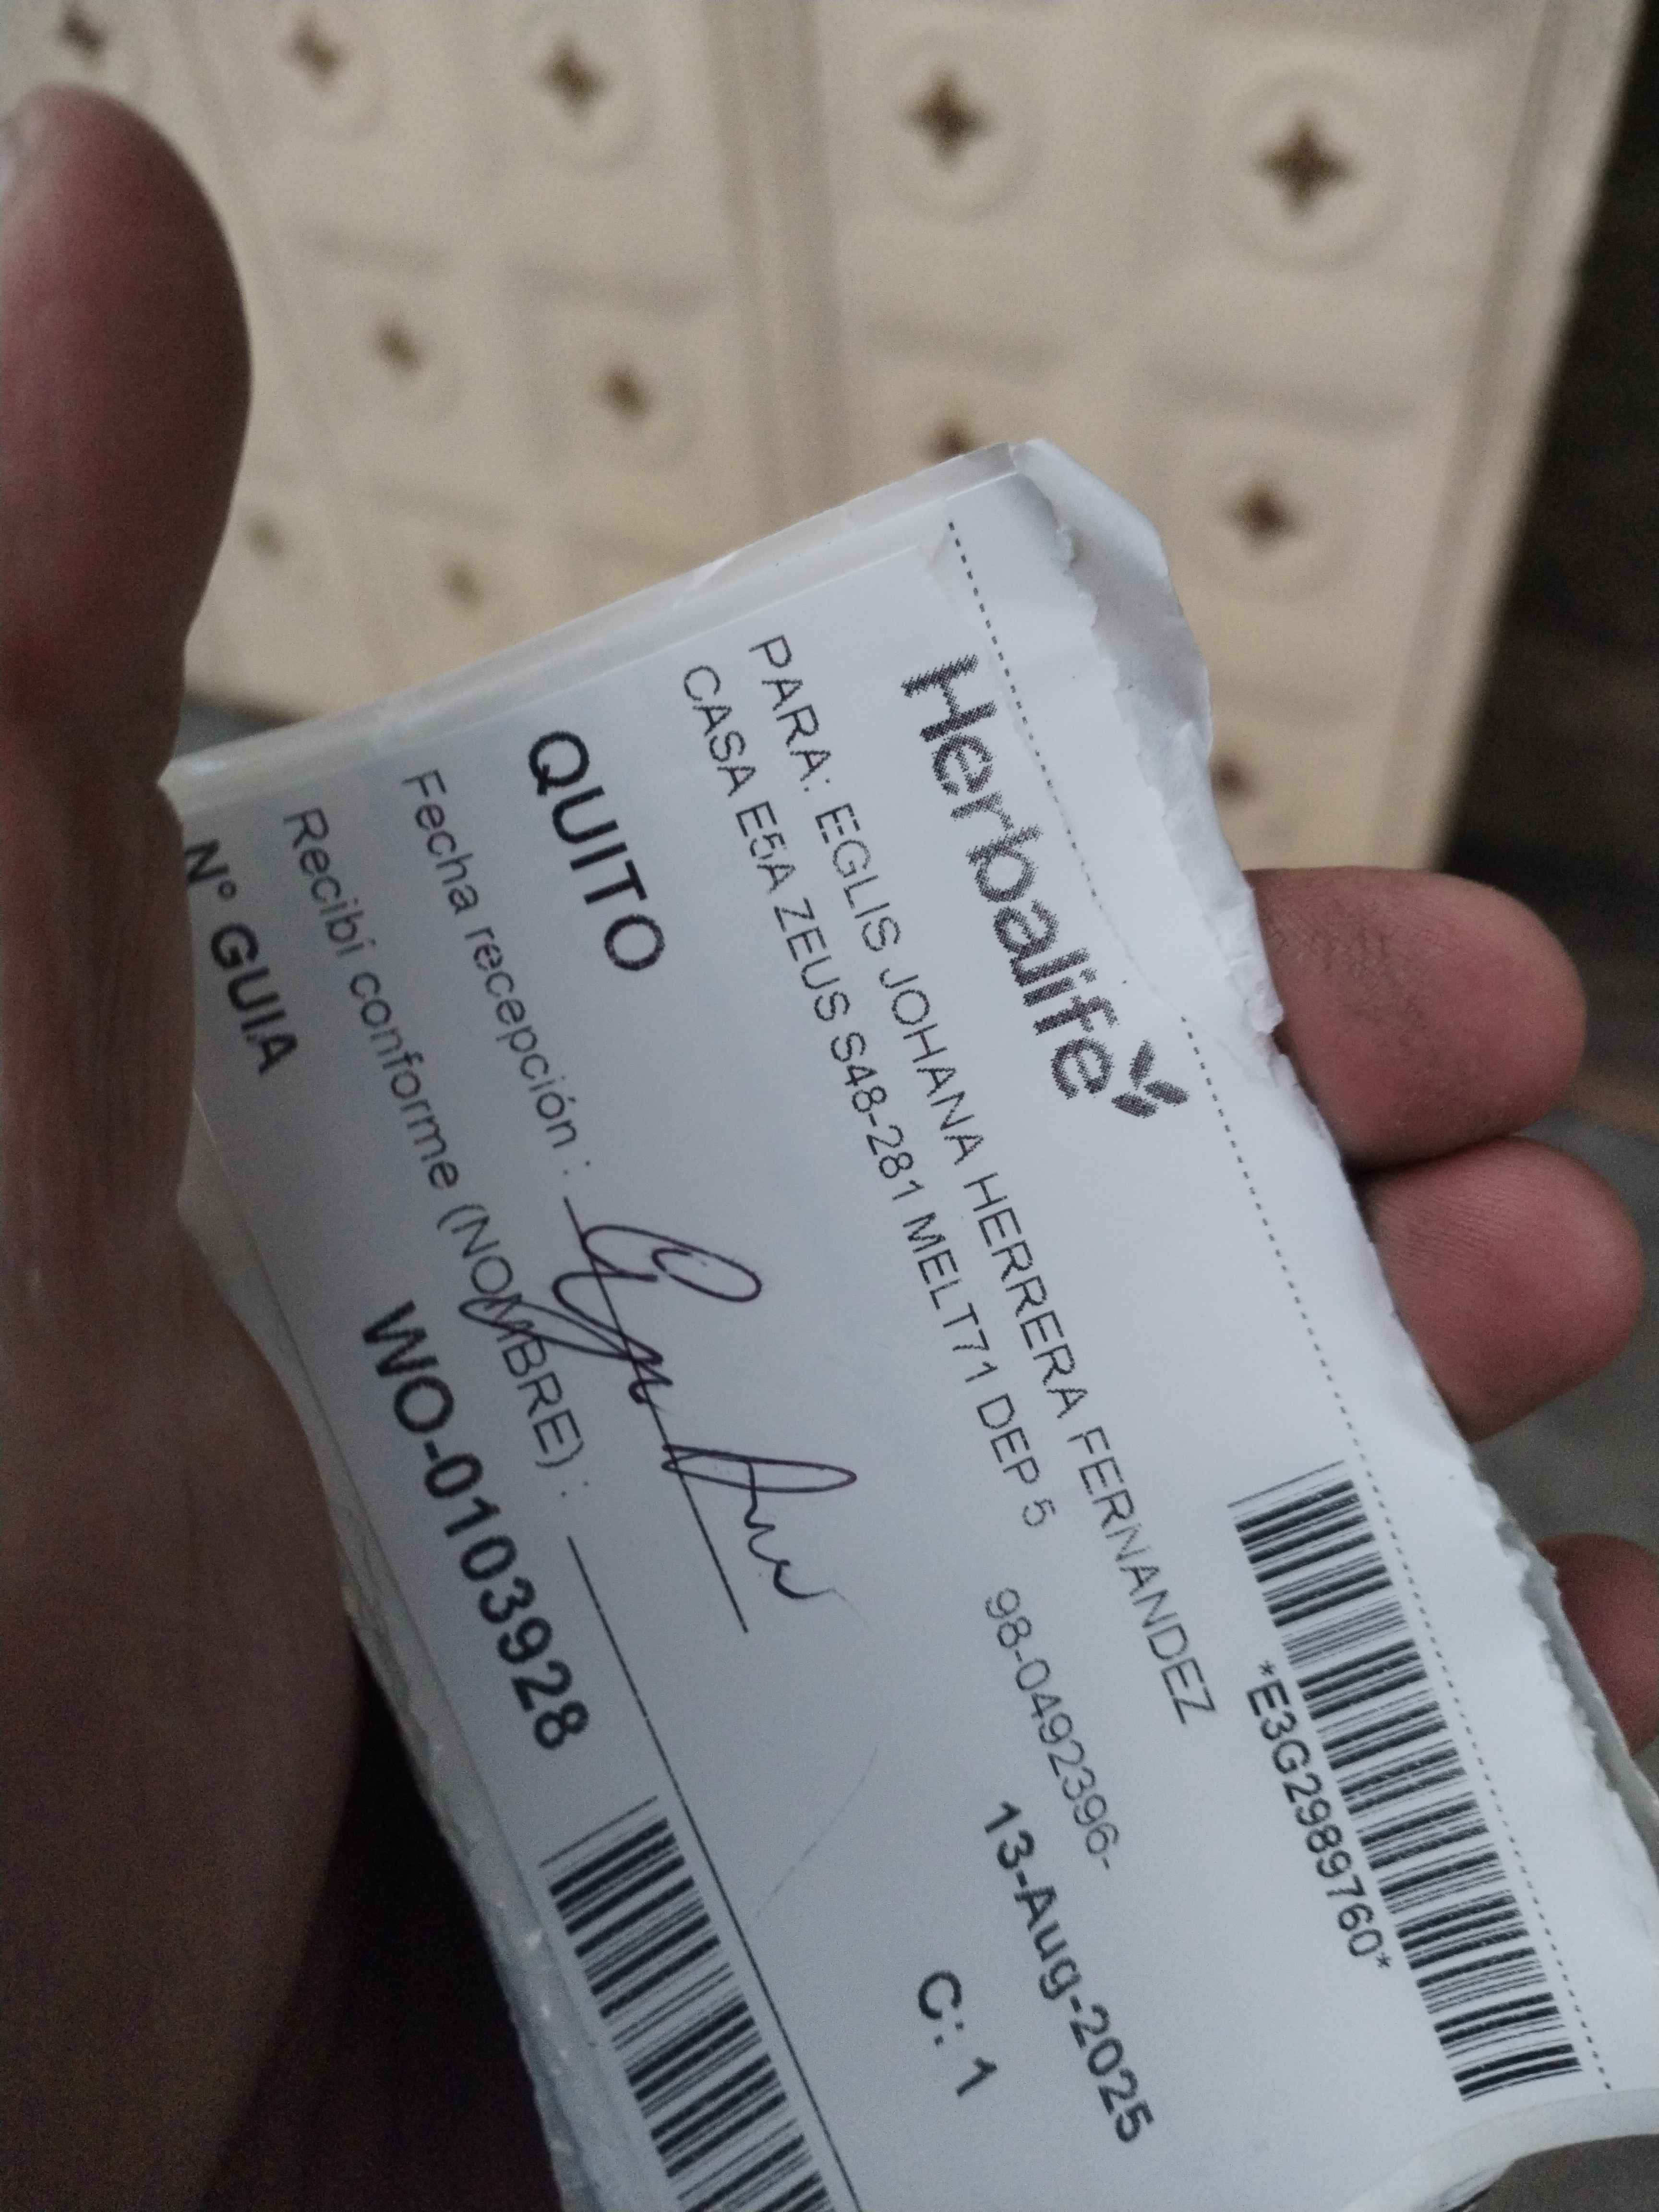 Herbalife
*E3G2989760*
PARA: EGLIS JOHANA HERRERA FERNANDEZ
CASA E5A ZEUS S48-281 MELT71 DEP 5 98-0492396-
13-Aug-2025
QUITO
C: 1
Fecha recepción :
Recibí conforme (NOMBRE) :
N° GUIA WO-0103928